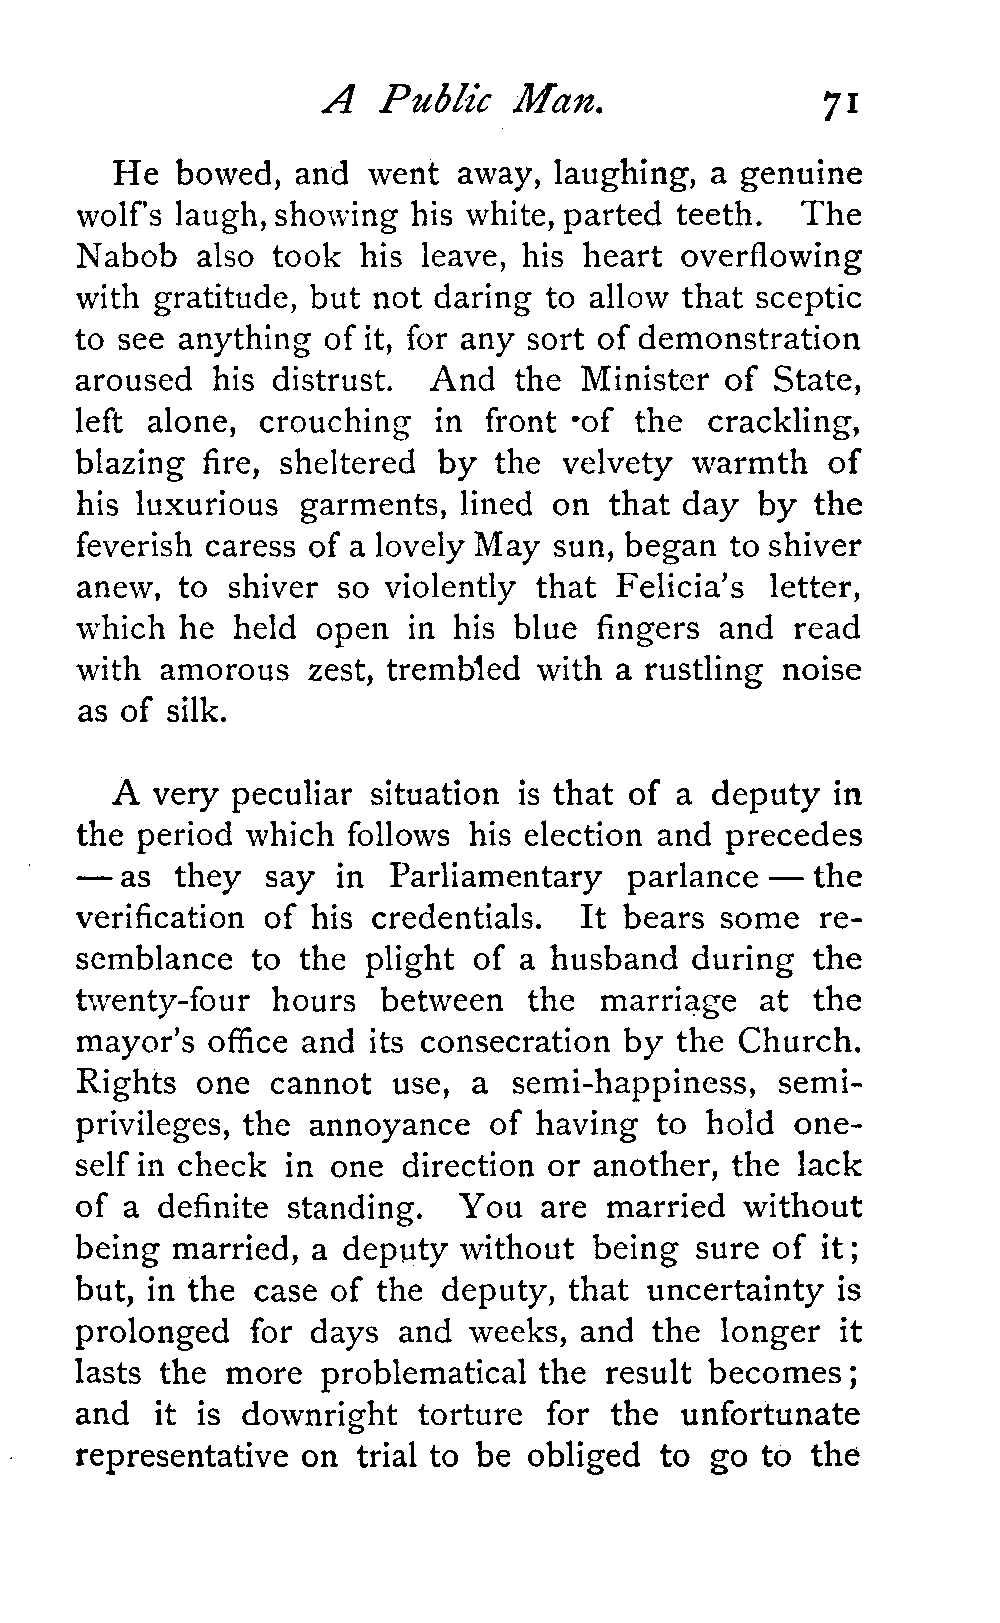 A Public Man. 71
He bowed, and went away, laughing, a genuine
wolf's laugh, showing his white, parted teeth. The
Nabob also took his leave, his heart overflowing
with gratitude, but not daring to allow that sceptic
to see anything of it, for any sort of demonstration
aroused his distrust. And the Minister of State,
left alone, crouching in front of the crackling,
blazing fire, sheltered by the velvety warmth of
his luxurious garments, lined on that day by the
feverish caress of a lovely May sun, began to shiver
anew, to shiver so violently that Felicia's letter,
which he held open in his blue fingers and read
with amorous zest, trembled with a rustling noise
as of silk.
A very peculiar situation is that of a deputy in
the period which follows his election and precedes
— as they say in Parliamentary parlance — the
verification of his credentials. It bears some re-
semblance to the plight of a husband during the
twenty-four hours between the marriage at the
mayor's office and its consecration by the Church.
Rights one cannot use, a semi-happiness, semi-
privileges, the annoyance of having to hold one-
self in check in one direction or another, the lack
of a definite standing. You are married without
being married, a deputy without being sure of it;
but, in the case of the deputy, that uncertainty is
prolonged for days and weeks, and the longer it
lasts the more problematical the result becomes;
and it is downright torture for the unfortunate
representative on trial to be obliged to go to the